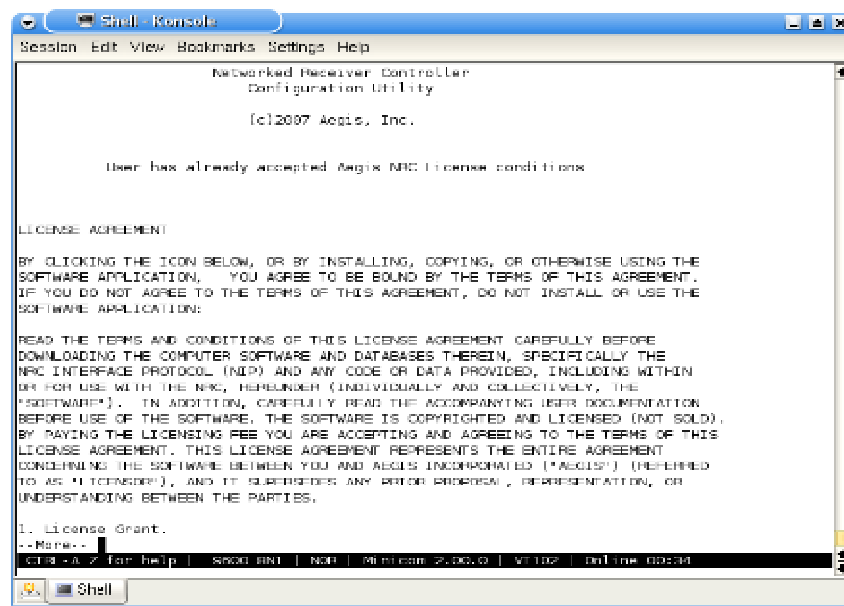 Shell - Konsole
Session Edit View Bookmarks Settings Help
Networked Receiver Controller
Configuration Utility
(c)2007 Aegis, Inc.
User has already accepted Aegis NRC License conditions
LICENSE AGREEMENT
BY CLICKING THE ICON BELOW, OR BY INSTALLING, COPYING, OR OTHERWISE USING THE
SOFTWARE APPLICATION, YOU AGREE TO BE BOUND BY THE TERMS OF THIS AGREEMENT.
IF YOU DO NOT AGREE TO THE TERMS OF THIS AGREEMENT, DO NOT INSTALL OR USE THE
SOFTWARE APPLICATION:
READ THE TERMS AND CONDITIONS OF THIS LICENSE AGREEMENT CAREFULLY BEFORE
DOWNLOADING THE COMPUTER SOFTWARE AND DATABASES THEREIN, SPECIFICALLY THE
NRC INTERFACE PROTOCOL (NIP) AND ANY CODE OR DATA PROVIDED, INCLUDING WITHIN
OR FOR USE WITH THE NRC, HEREUNDER (INDIVIDUALLY AND COLLECTIVELY, THE
"SOFTWARE"). IN ADDITION, CAREFULLY READ THE ACCOMPANYING USER DOCUMENTATION
BEFORE USE OF THE SOFTWARE. THE SOFTWARE IS COPYRIGHTED AND LICENSED (NOT SOLD).
BY PAYING THE LICENSING FEE YOU ARE ACCEPTING AND AGREEING TO THE TERMS OF THIS
LICENSE AGREEMENT. THIS LICENSE AGREEMENT REPRESENTS THE ENTIRE AGREEMENT
CONCERNING THE SOFTWARE BETWEEN YOU AND AEGIS INCORPORATED ("AEGIS") (REFERRED
TO AS "LICENSOR"), AND IT SUPERSEDES ANY PRIOR PROPOSAL, REPRESENTATION, OR
UNDERSTANDING BETWEEN THE PARTIES.
1. License Grant.
--More--
CTRL-A Z for help | 9600 8N1 | NOR | Minicom 2.00.0 | VT102 | Online 00:34
Shell